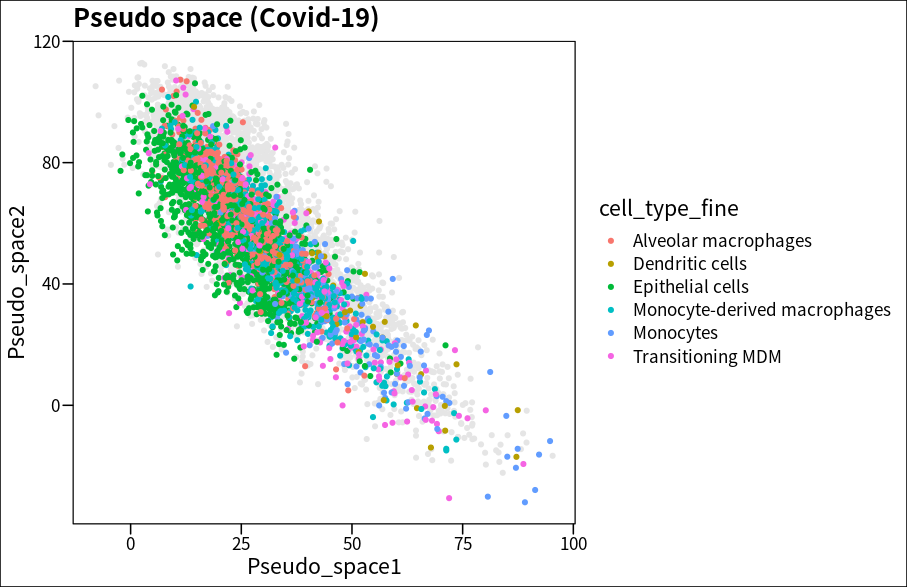 Pseudo space (Covid-19)
120
80
40
0
Pseudo_space2
0
25
50
75
100
Pseudo_space1
cell_type_fine
Alveolar macrophages
Dendritic cells
Epithelial cells
Monocyte-derived macrophages
Monocytes
Transitioning MDM